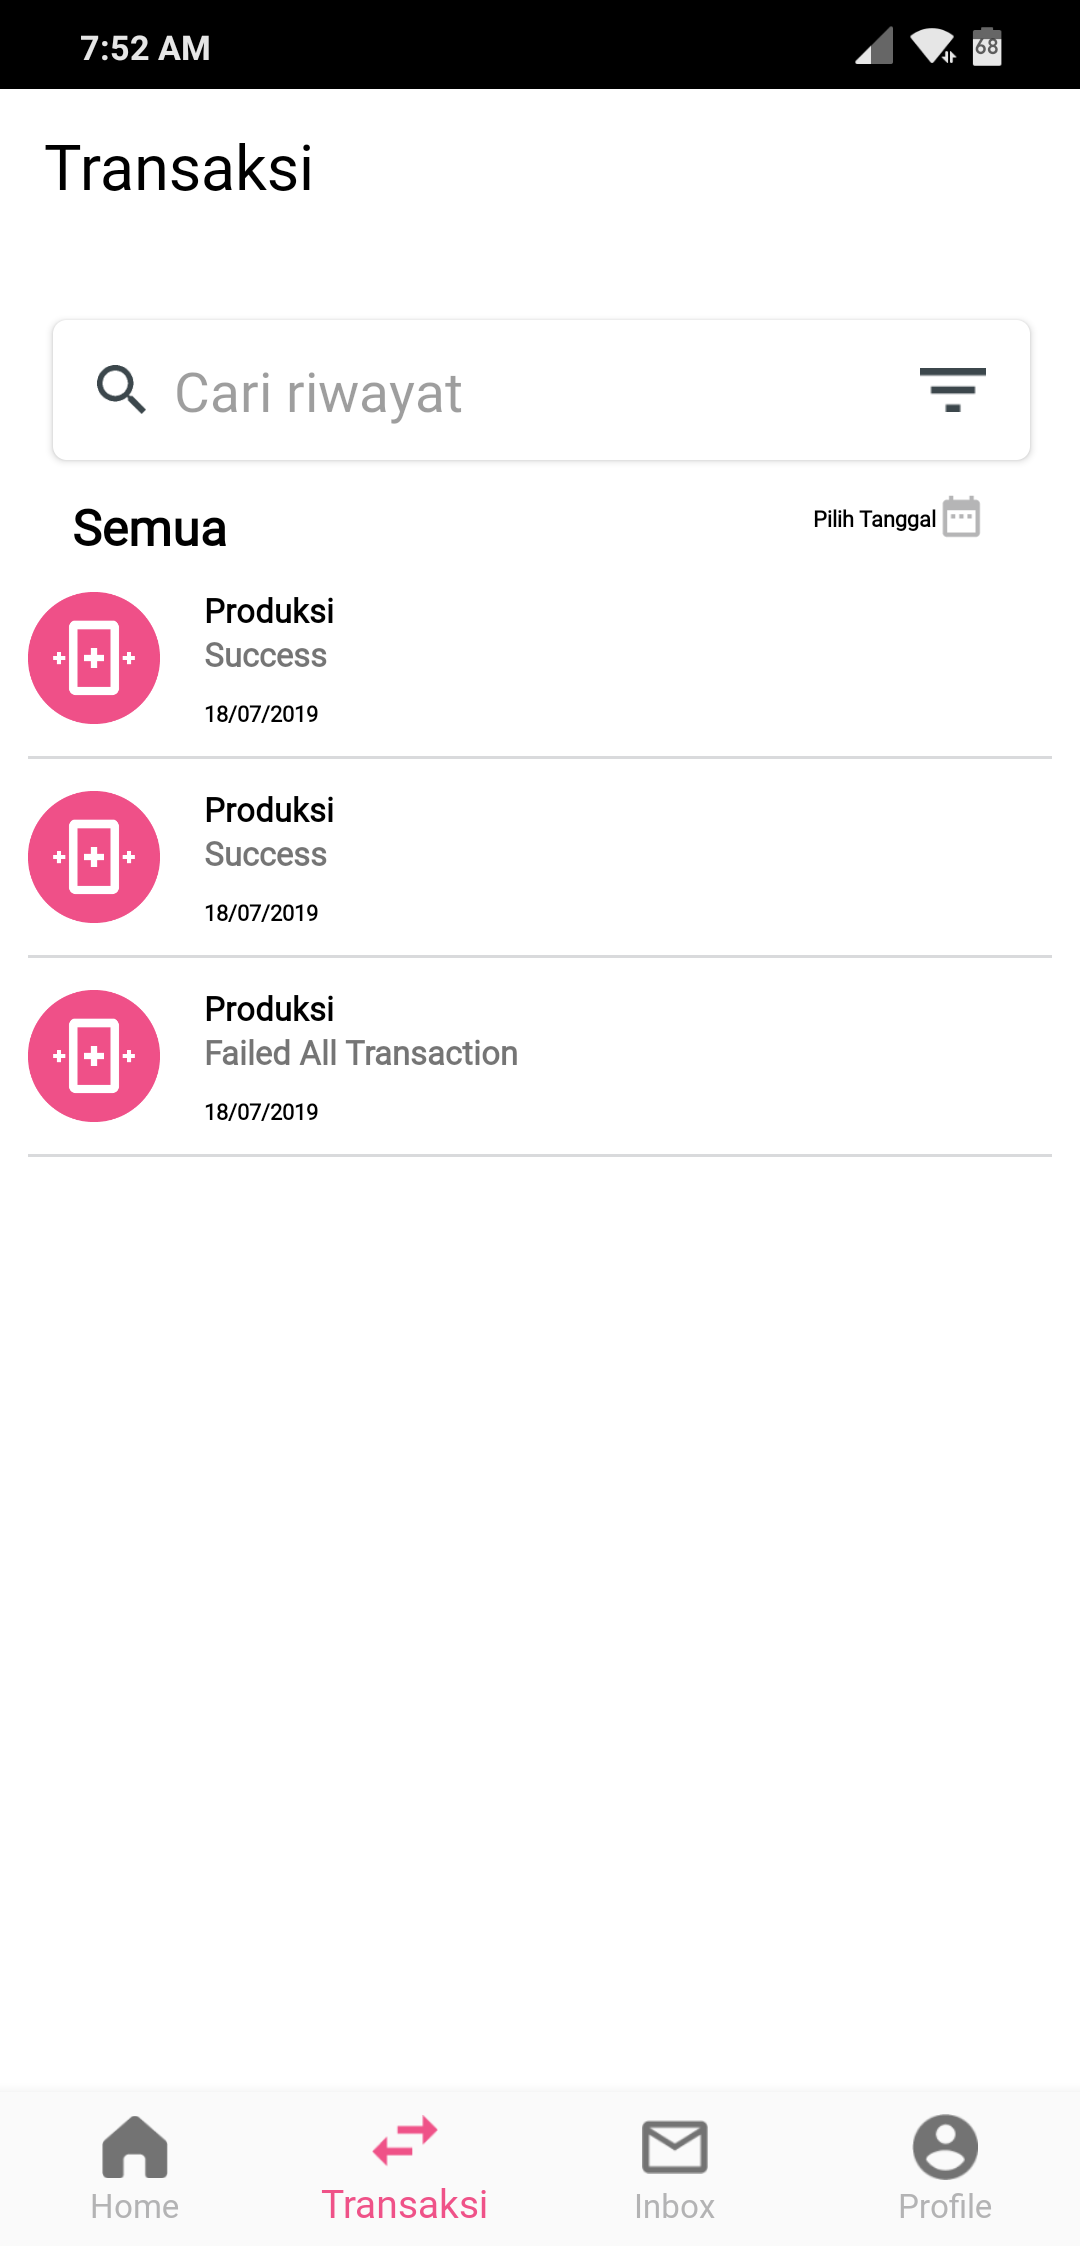 7:52 AM
68
Transaksi
Cari riwayat
Semua
Pilih Tanggal
Produksi
Success
18/07/2019
Produksi
Success
18/07/2019
Produksi
Failed All Transaction
18/07/2019
Home
Transaksi
Inbox
Profile